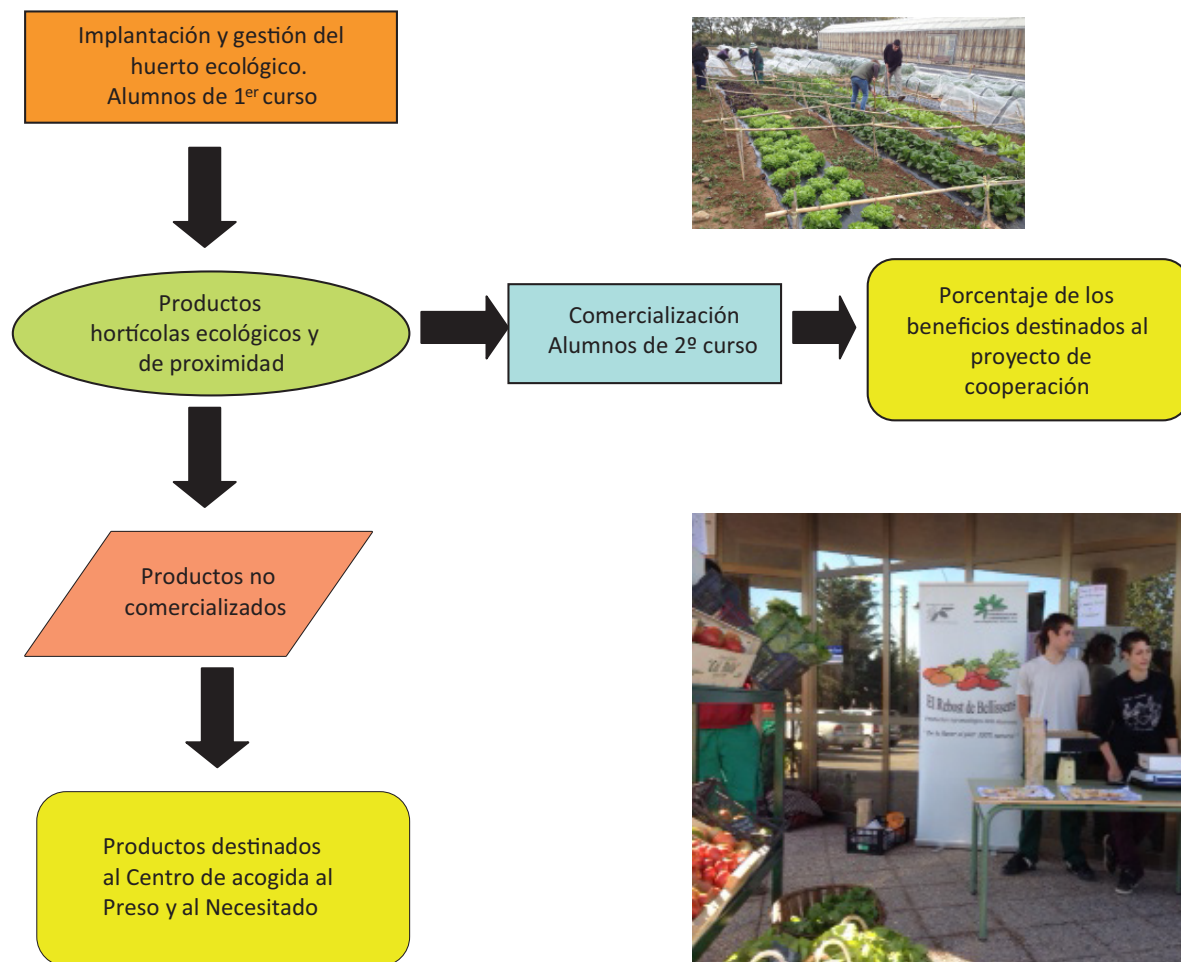 Implantación y gestión del
huerto ecológico.
Alumnos de 1er curso
Productos
hortícolas ecológicos y
de proximidad
Comercialización
Alumnos de 2º curso
Porcentaje de los
beneficios destinados al
proyecto de
cooperación
Productos no
comercializados
Productos destinados
al Centro de acogida al
Preso y al Necesitado
El Rebost de Bellissens